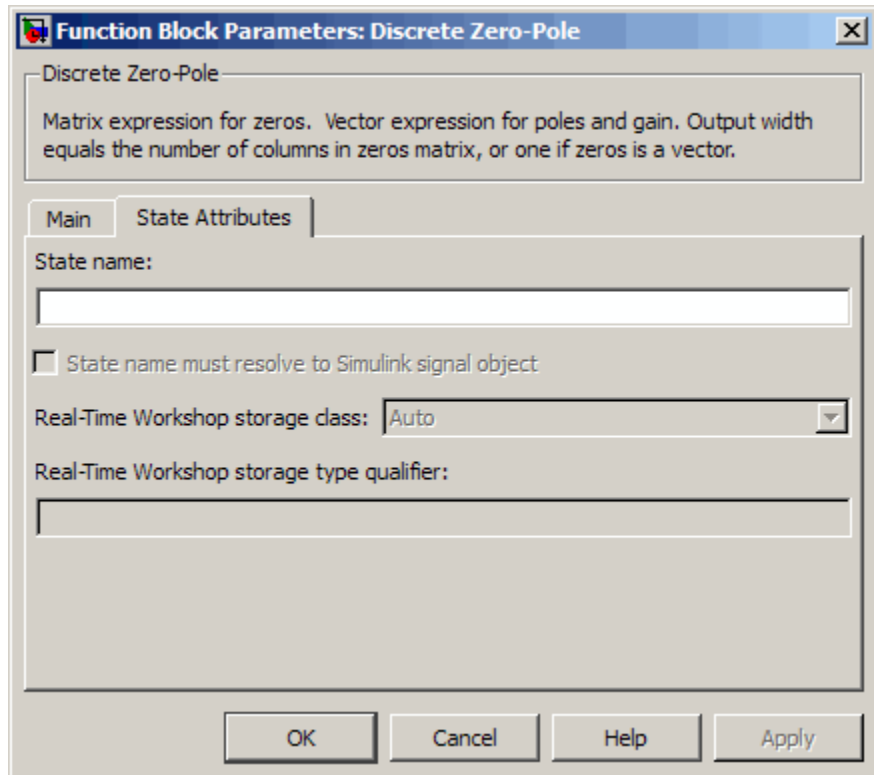 Function Block Parameters: Discrete Zero-Pole
Discrete Zero-Pole
Matrix expression for zeros.  Vector expression for poles and gain. Output width
equals the number of columns in zeros matrix, or one if zeros is a vector.
Main
State Attributes
State name:
State name must resolve to Simulink signal object
Real-Time Workshop storage class: Auto
Real-Time Workshop storage type qualifier:
OK
Cancel
Help
Apply